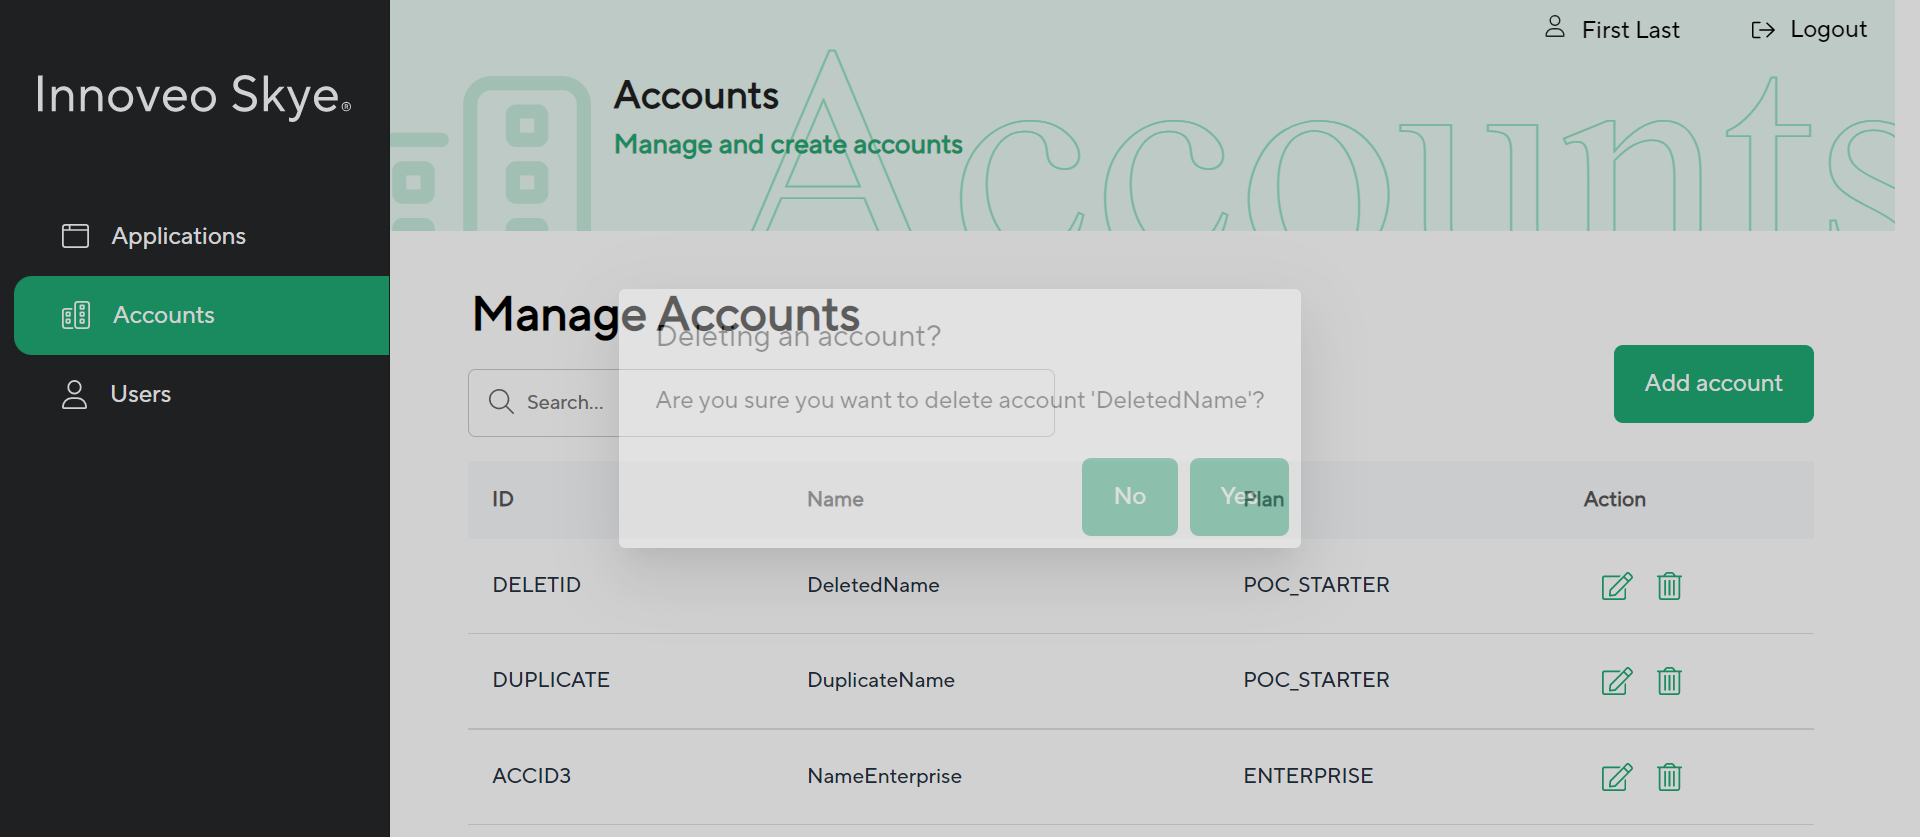 Innoveo Skye®
Applications
Accounts
Users
First Last
Logout
Accounts
Accounts
Manage and create accounts
Manage Accounts
Deleting an account?
Search...
Add account
Are you sure you want to delete account 'DeletedName'?
No
Yes
ID Name Plan Action
DELETID DeletedName POC_STARTER
DUPLICATE DuplicateName POC_STARTER
ACCID3 NameEnterprise ENTERPRISE